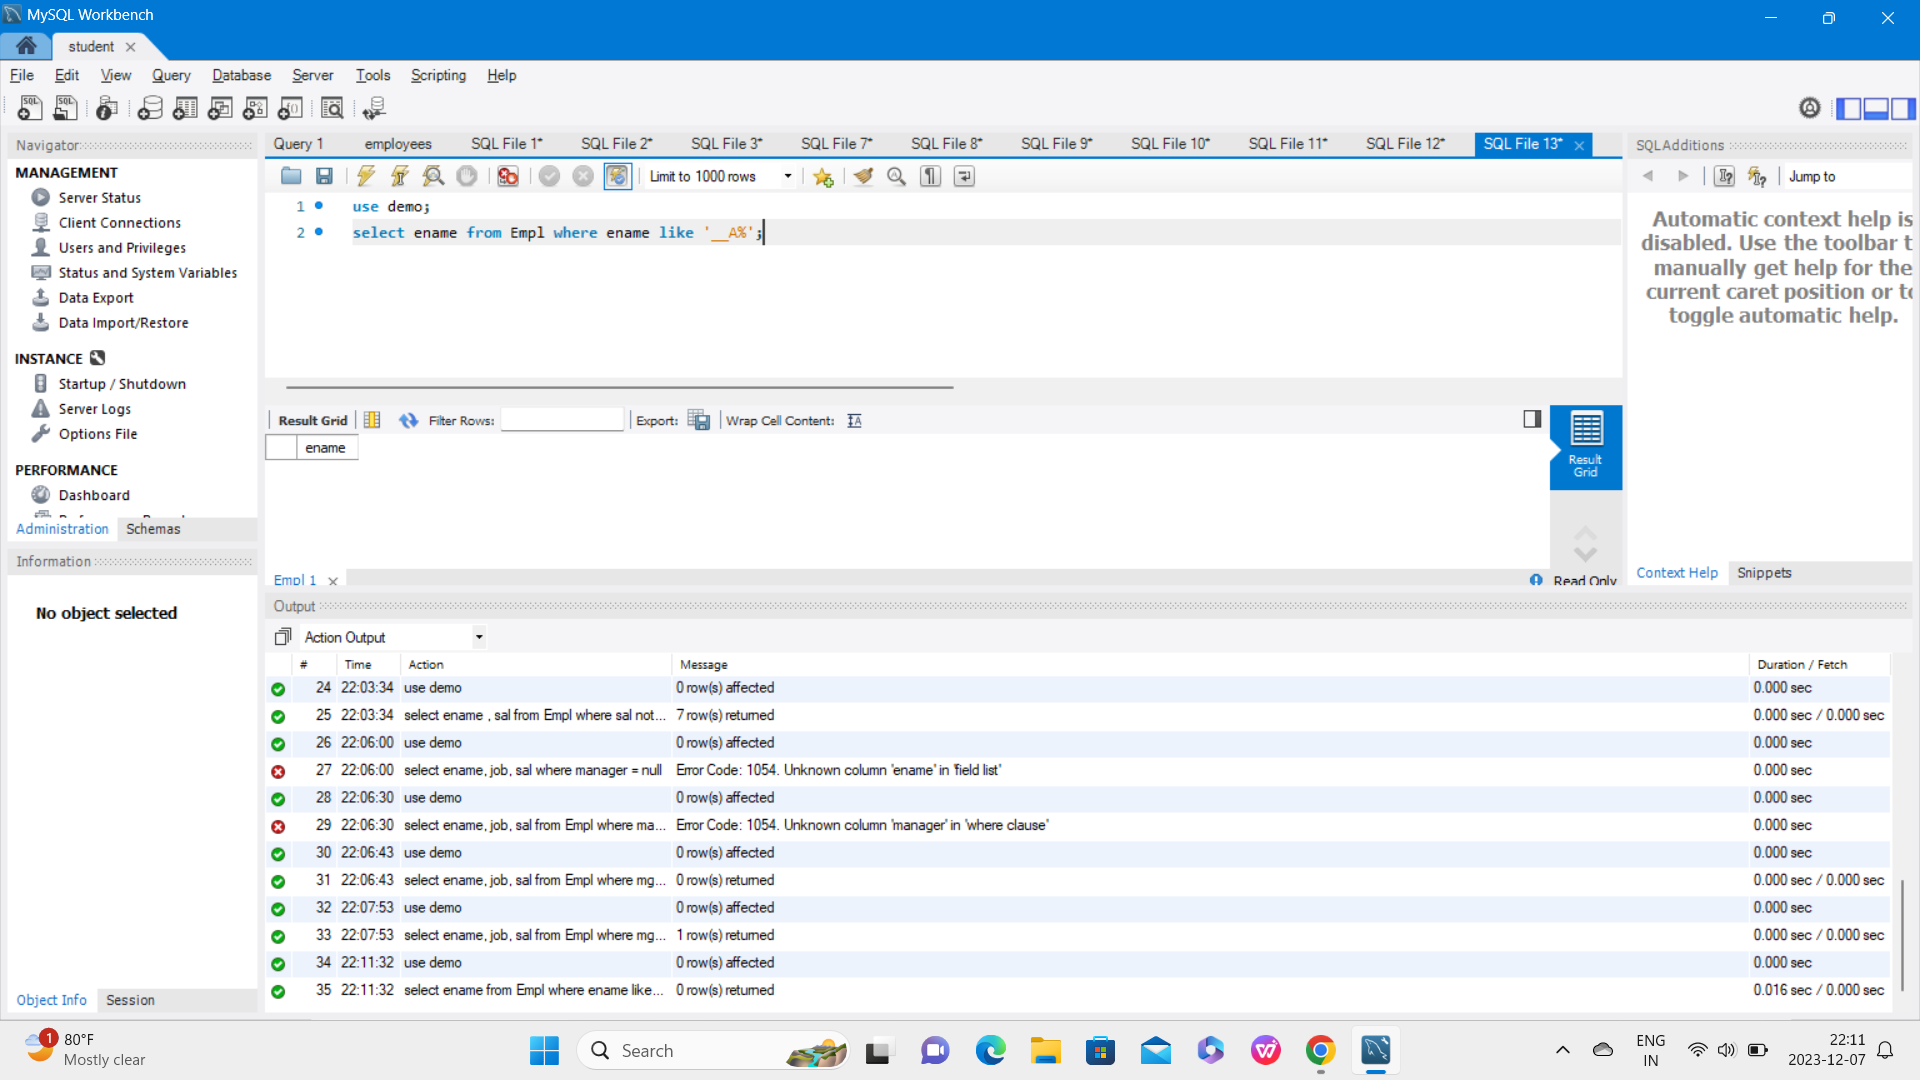 MySQL Workbench
student
File Edit View Query Database Server Tools Scripting Help
Navigator
MANAGEMENT
Server Status
Client Connections
Users and Privileges
Status and System Variables
Data Export
Data Import/Restore
INSTANCE
Startup / Shutdown
Server Logs
Options File
PERFORMANCE
Dashboard
Administration Schemas
Information
No object selected
Object Info Session
Query 1 employees SQL File 1* SQL File 2* SQL File 3* SQL File 7* SQL File 8* SQL File 9* SQL File 10* SQL File 11* SQL File 12* SQL File 13*
Limit to 1000 rows
1 use demo;
2 select ename from Empl where ename like '__A%';
Result Grid Filter Rows: Export: Wrap Cell Content:
ename
Result
Grid
Empl 1
Read Only
SQLAdditions
Jump to
Automatic context help is
disabled. Use the toolbar t
manually get help for the
current caret position or to
toggle automatic help.
Context Help Snippets
Output
Action Output
# Time Action Message Duration / Fetch
24 22:03:34 use demo 0 row(s) affected 0.000 sec
25 22:03:34 select ename , sal from Empl where sal not... 7 row(s) returned 0.000 sec / 0.000 sec
26 22:06:00 use demo 0 row(s) affected 0.000 sec
27 22:06:00 select ename, job, sal where manager = null Error Code: 1054. Unknown column 'ename' in 'field list' 0.000 sec
28 22:06:30 use demo 0 row(s) affected 0.000 sec
29 22:06:30 select ename, job, sal from Empl where ma... Error Code: 1054. Unknown column 'manager' in 'where clause' 0.000 sec
30 22:06:43 use demo 0 row(s) affected 0.000 sec
31 22:06:43 select ename, job, sal from Empl where mg... 0 row(s) returned 0.000 sec / 0.000 sec
32 22:07:53 use demo 0 row(s) affected 0.000 sec
33 22:07:53 select ename, job, sal from Empl where mg... 1 row(s) returned 0.000 sec / 0.000 sec
34 22:11:32 use demo 0 row(s) affected 0.000 sec
35 22:11:32 select ename from Empl where ename like... 0 row(s) returned 0.016 sec / 0.000 sec
1
80°F
Mostly clear
Search
ENG
IN
22:11
2023-12-07